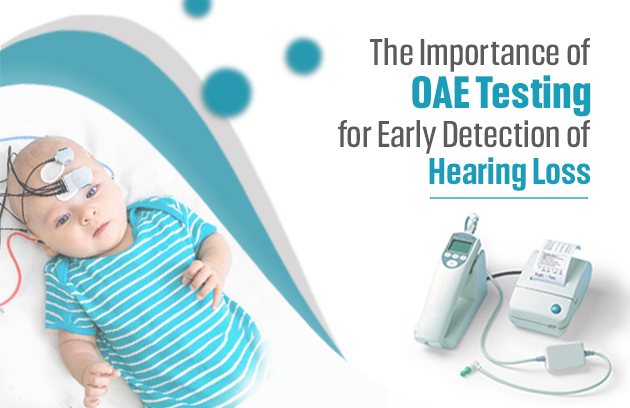 The Importance of
OAE Testing
for Early Detection of
Hearing Loss